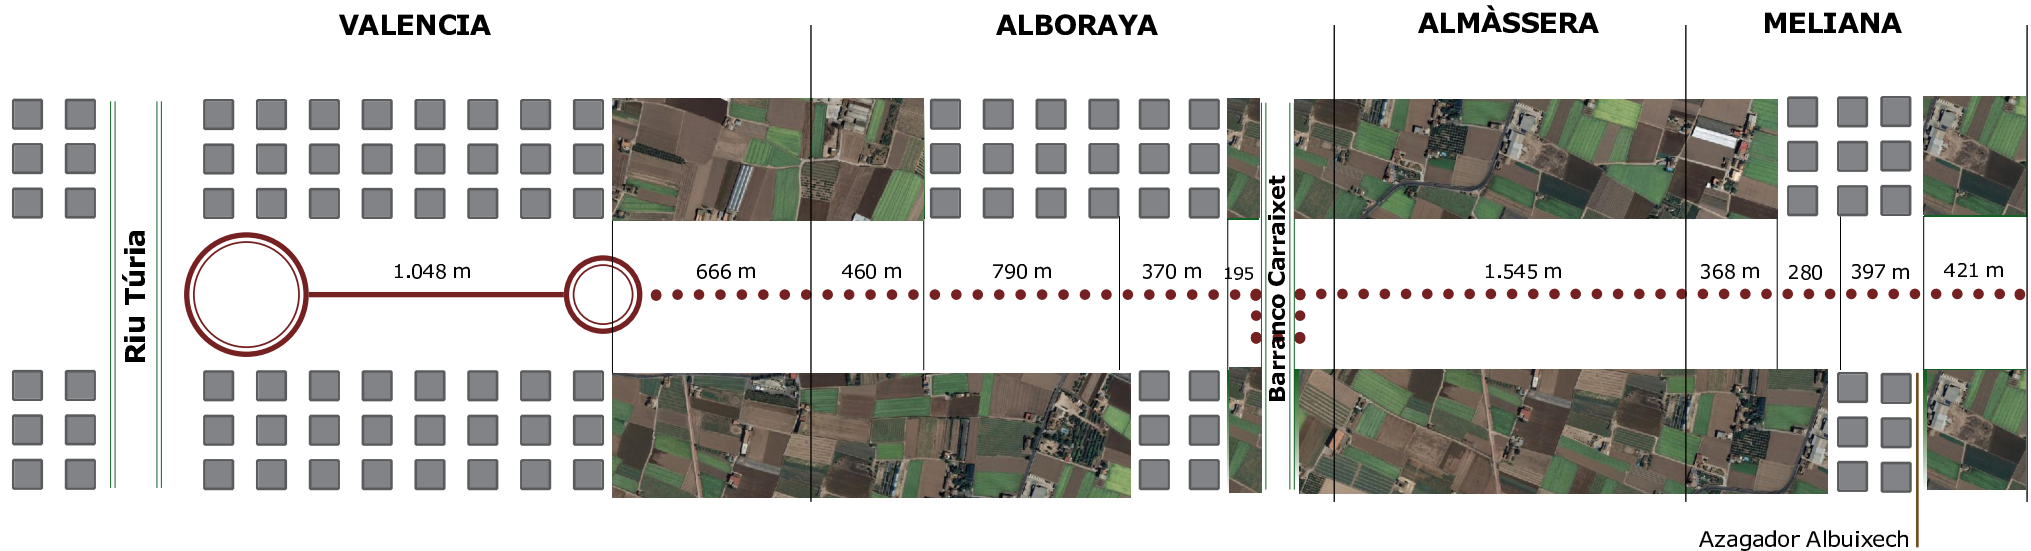 VALENCIA
ALBORAYA
ALMÀSSERA
MELIANA
Riu Túria
1.048 m
666 m
460 m
790 m
370 m
195
Barranco Carraixet
1.545 m
368 m
280
397 m
421 m
Azagador Albuixech